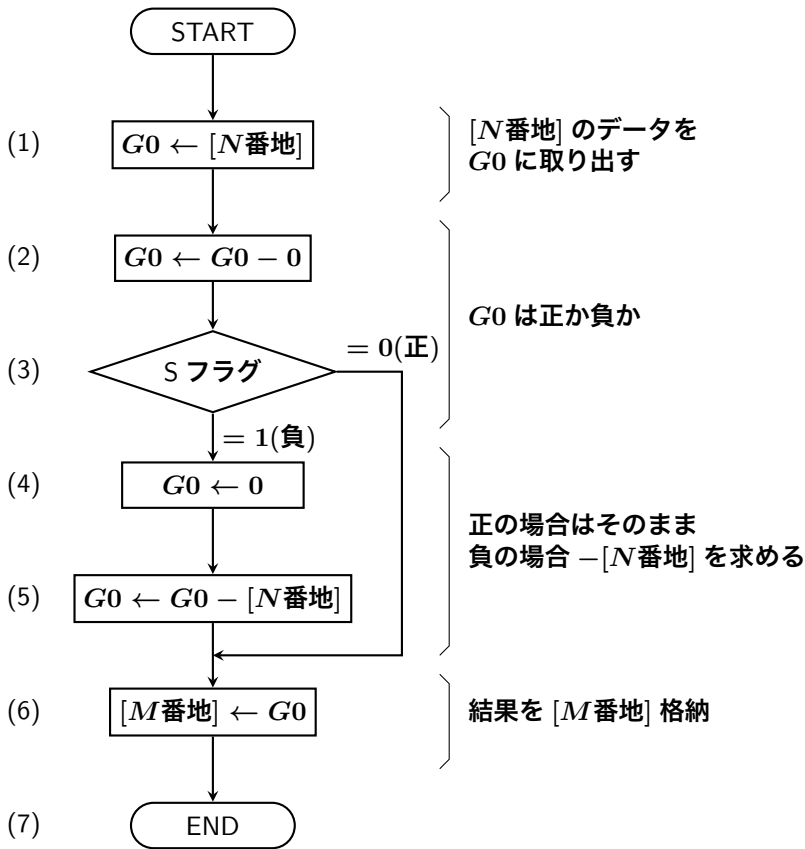 START
(1)
G0 ← [N番地]
[N番地] のデータを
G0 に取り出す
(2)
G0 ← G0 − 0
G0 は正か負か
(3)
S フラグ
= 0(正)
= 1(負)
(4)
G0 ← 0
正の場合はそのまま
負の場合 −[N番地] を求める
(5)
G0 ← G0 − [N番地]
(6)
[M番地] ← G0
結果を [M番地] 格納
(7)
END